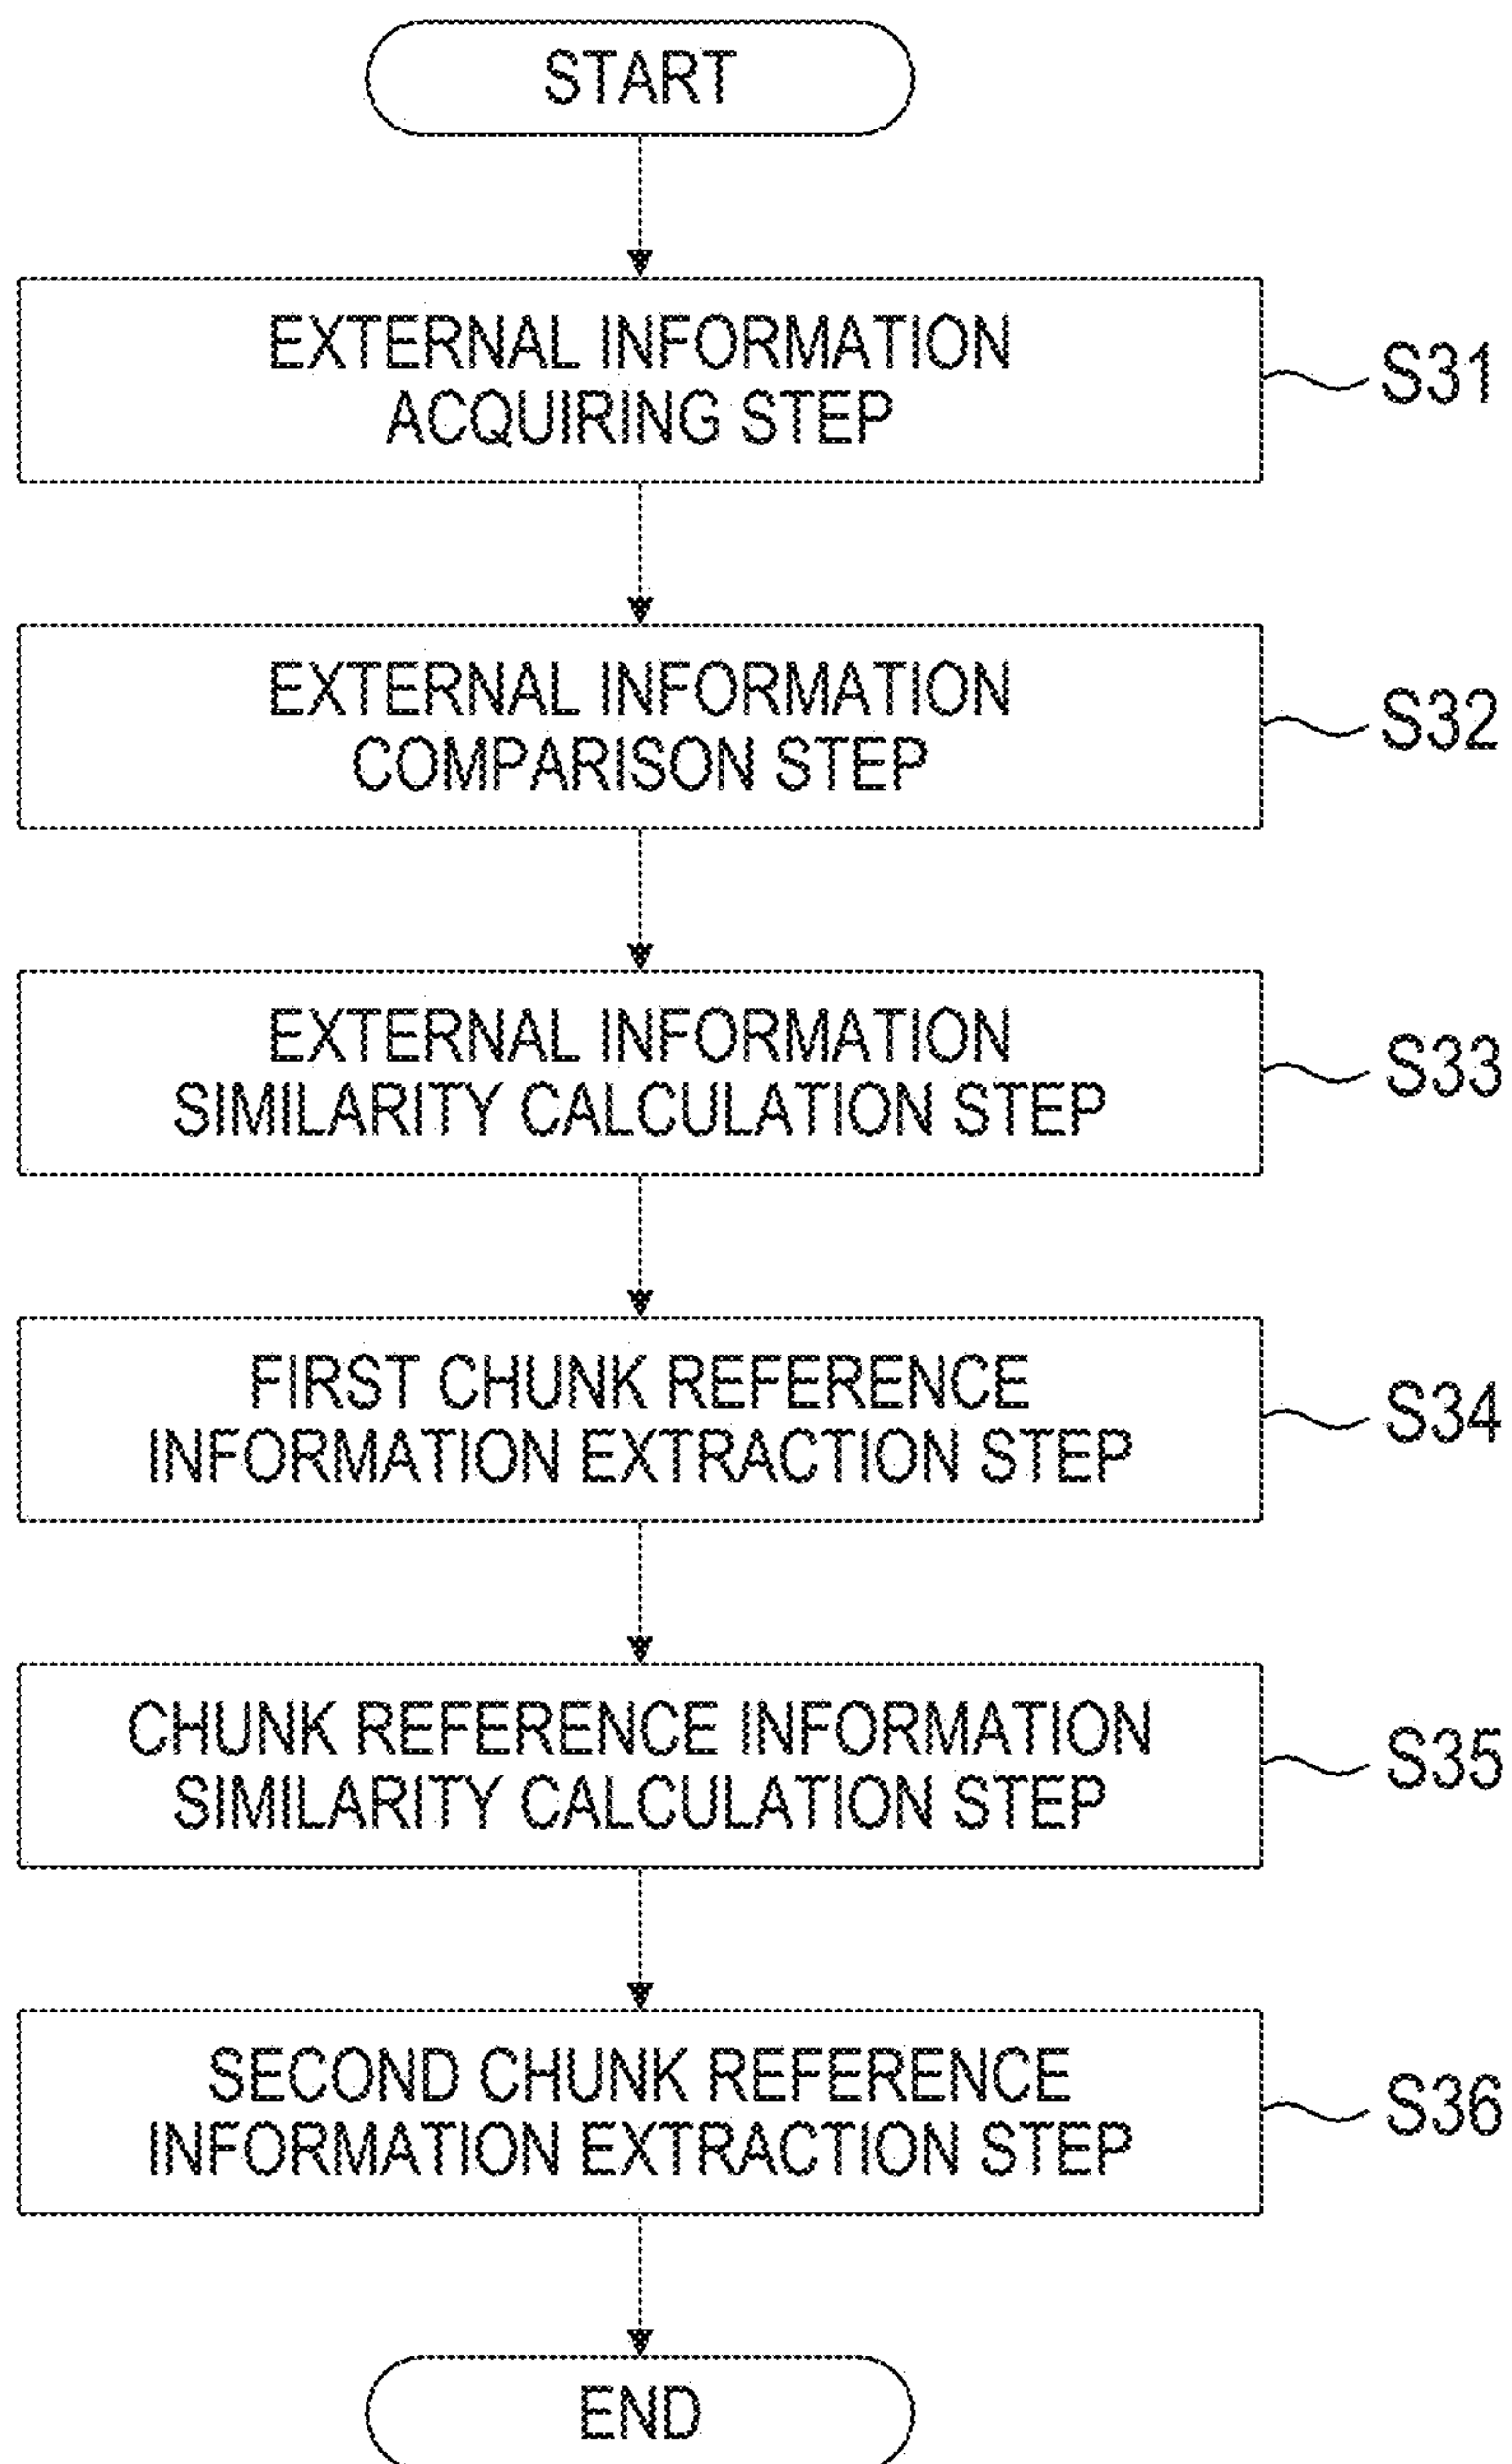 START
EXTERNAL INFORMATION
ACQUIRING STEP
S31
EXTERNAL INFORMATION
COMPARISON STEP
S32
EXTERNAL INFORMATION
SIMILARITY CALCULATION STEP
S33
FIRST CHUNK REFERENCE
INFORMATION EXTRACTION STEP
S34
CHUNK REFERENCE INFORMATION
SIMILARITY CALCULATION STEP
S35
SECOND CHUNK REFERENCE
INFORMATION EXTRACTION STEP
S36
END